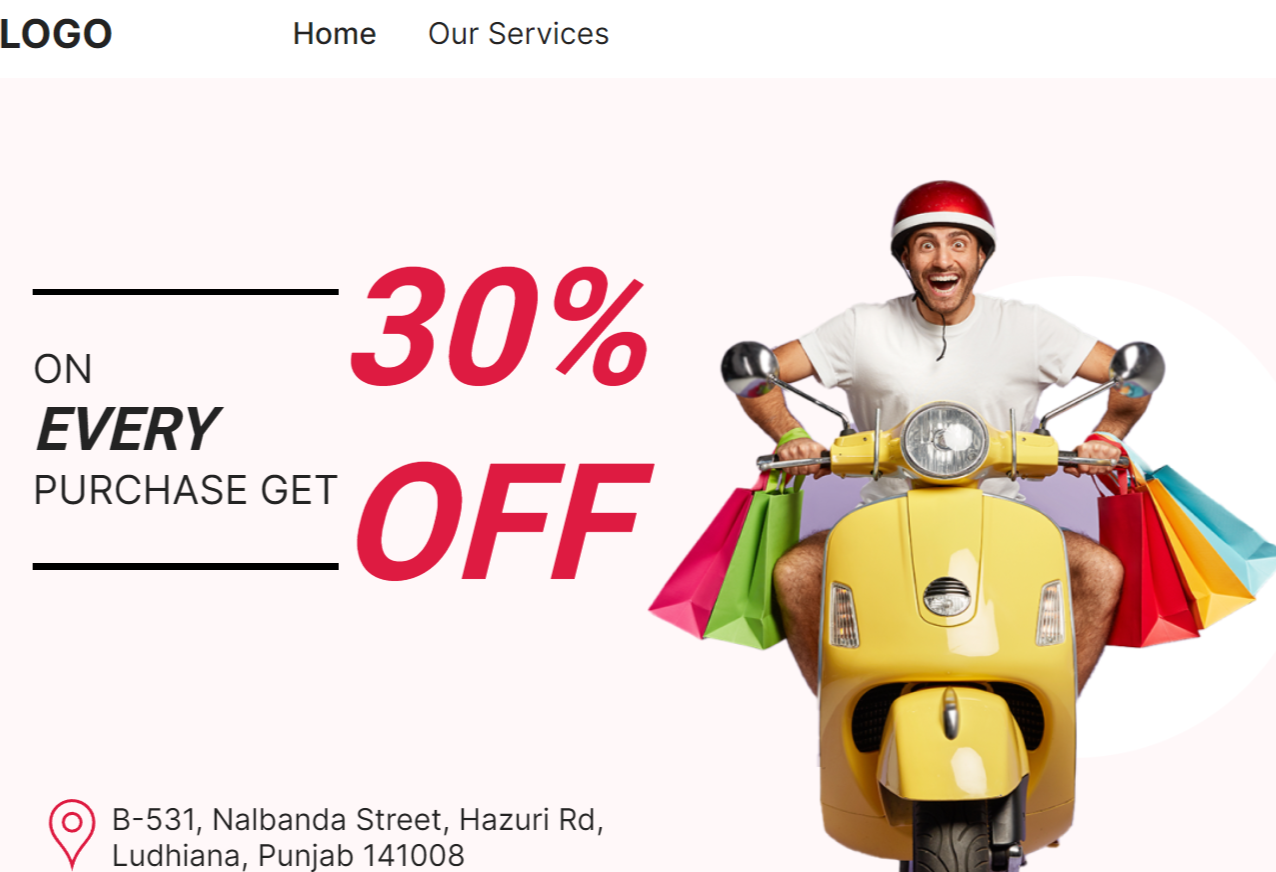 LOGO
Home
Our Services
ON
EVERY
PURCHASE GET
30%
OFF
B-531, Nalbanda Street, Hazuri Rd,
Ludhiana, Punjab 141008